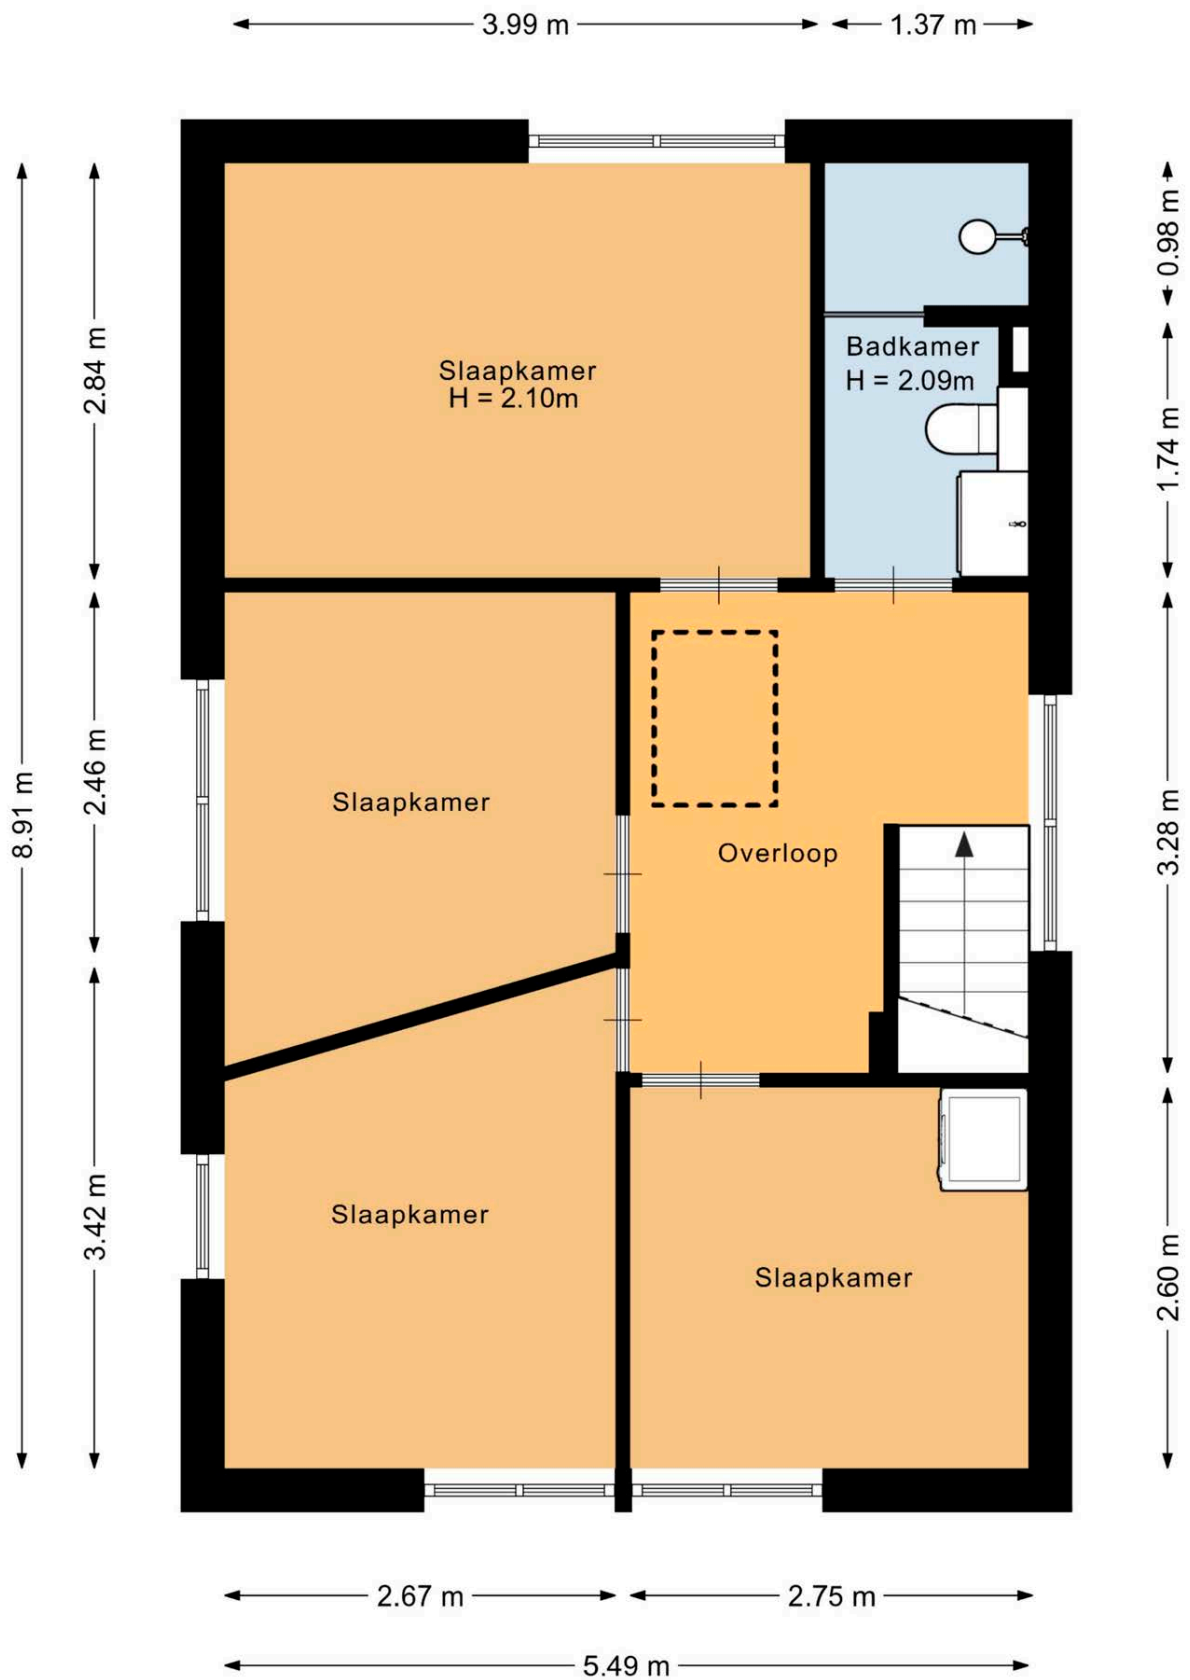 3.99 m
1.37 m
8.91 m
2.84 m
2.46 m
3.42 m
Slaapkamer
H = 2.10m
Badkamer
H = 2.09m
Slaapkamer
Overloop
Slaapkamer
Slaapkamer
0.98 m
1.74 m
3.28 m
2.60 m
2.67 m
2.75 m
5.49 m